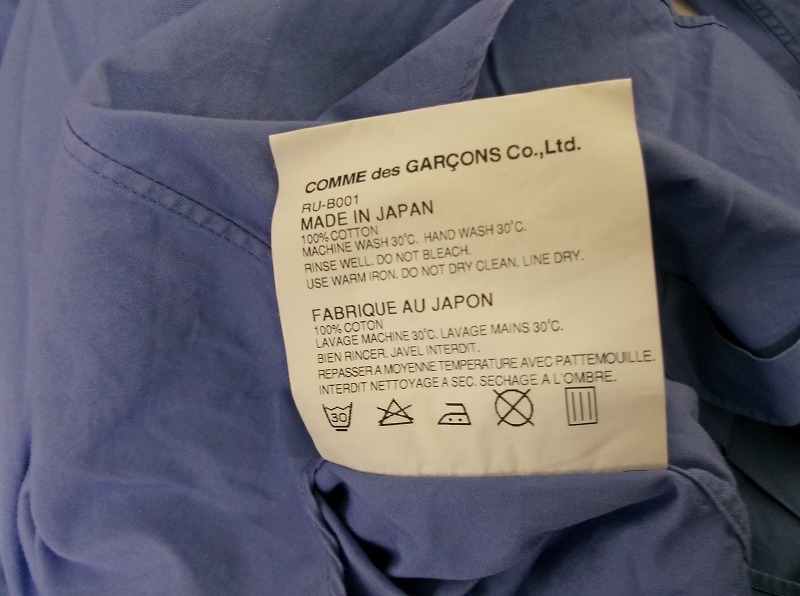 COMME des GARÇONS Co.,Ltd.
RU-B001
MADE IN JAPAN
100% COTTON
MACHINE WASH 30°C. HAND WASH 30°C.
RINSE WELL. DO NOT BLEACH.
USE WARM IRON. DO NOT DRY CLEAN. LINE DRY.
FABRIQUE AU JAPON
100% COTON
LAVAGE MACHINE 30°C. LAVAGE MAINS 30°C.
BIEN RINCER. JAVEL INTERDIT.
REPASSER A MOYENNE TEMPERATURE AVEC PATTEMOUILLE.
INTERDIT NETTOYAGE A SEC. SECHAGE A L'OMBRE.
30